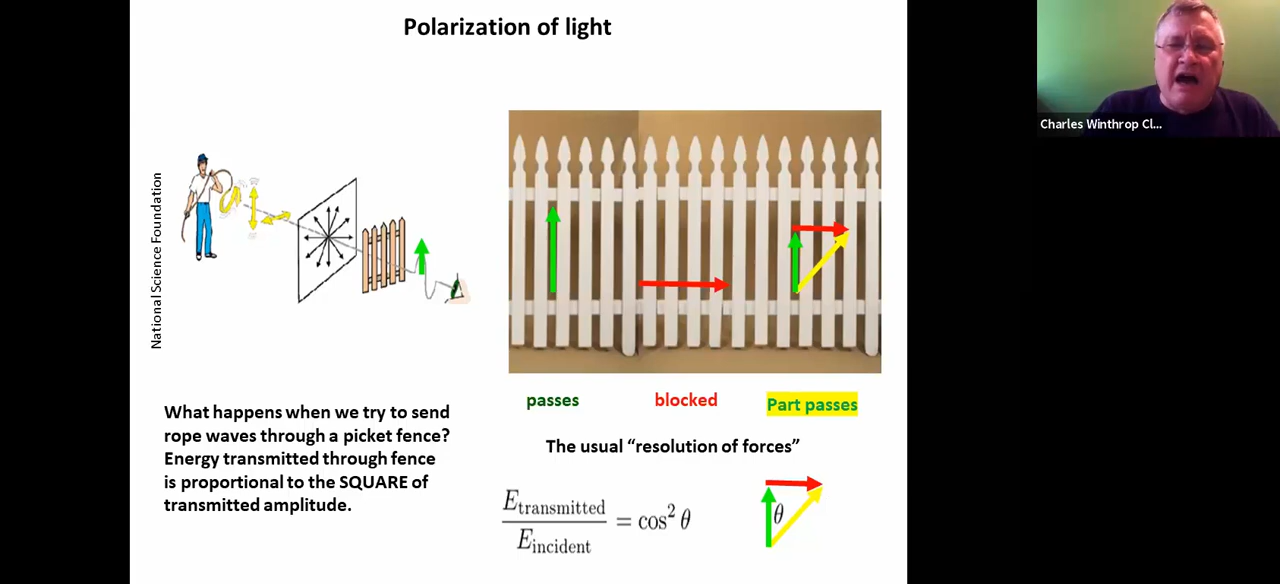 Polarization of light
Charles Winthrop Cl...
National Science Foundation
passes
blocked
Part passes
What happens when we try to send
rope waves through a picket fence?
Energy transmitted through fence
is proportional to the SQUARE of
transmitted amplitude.
The usual “resolution of forces”
E_transmitted / E_incident = cos² θ
θ